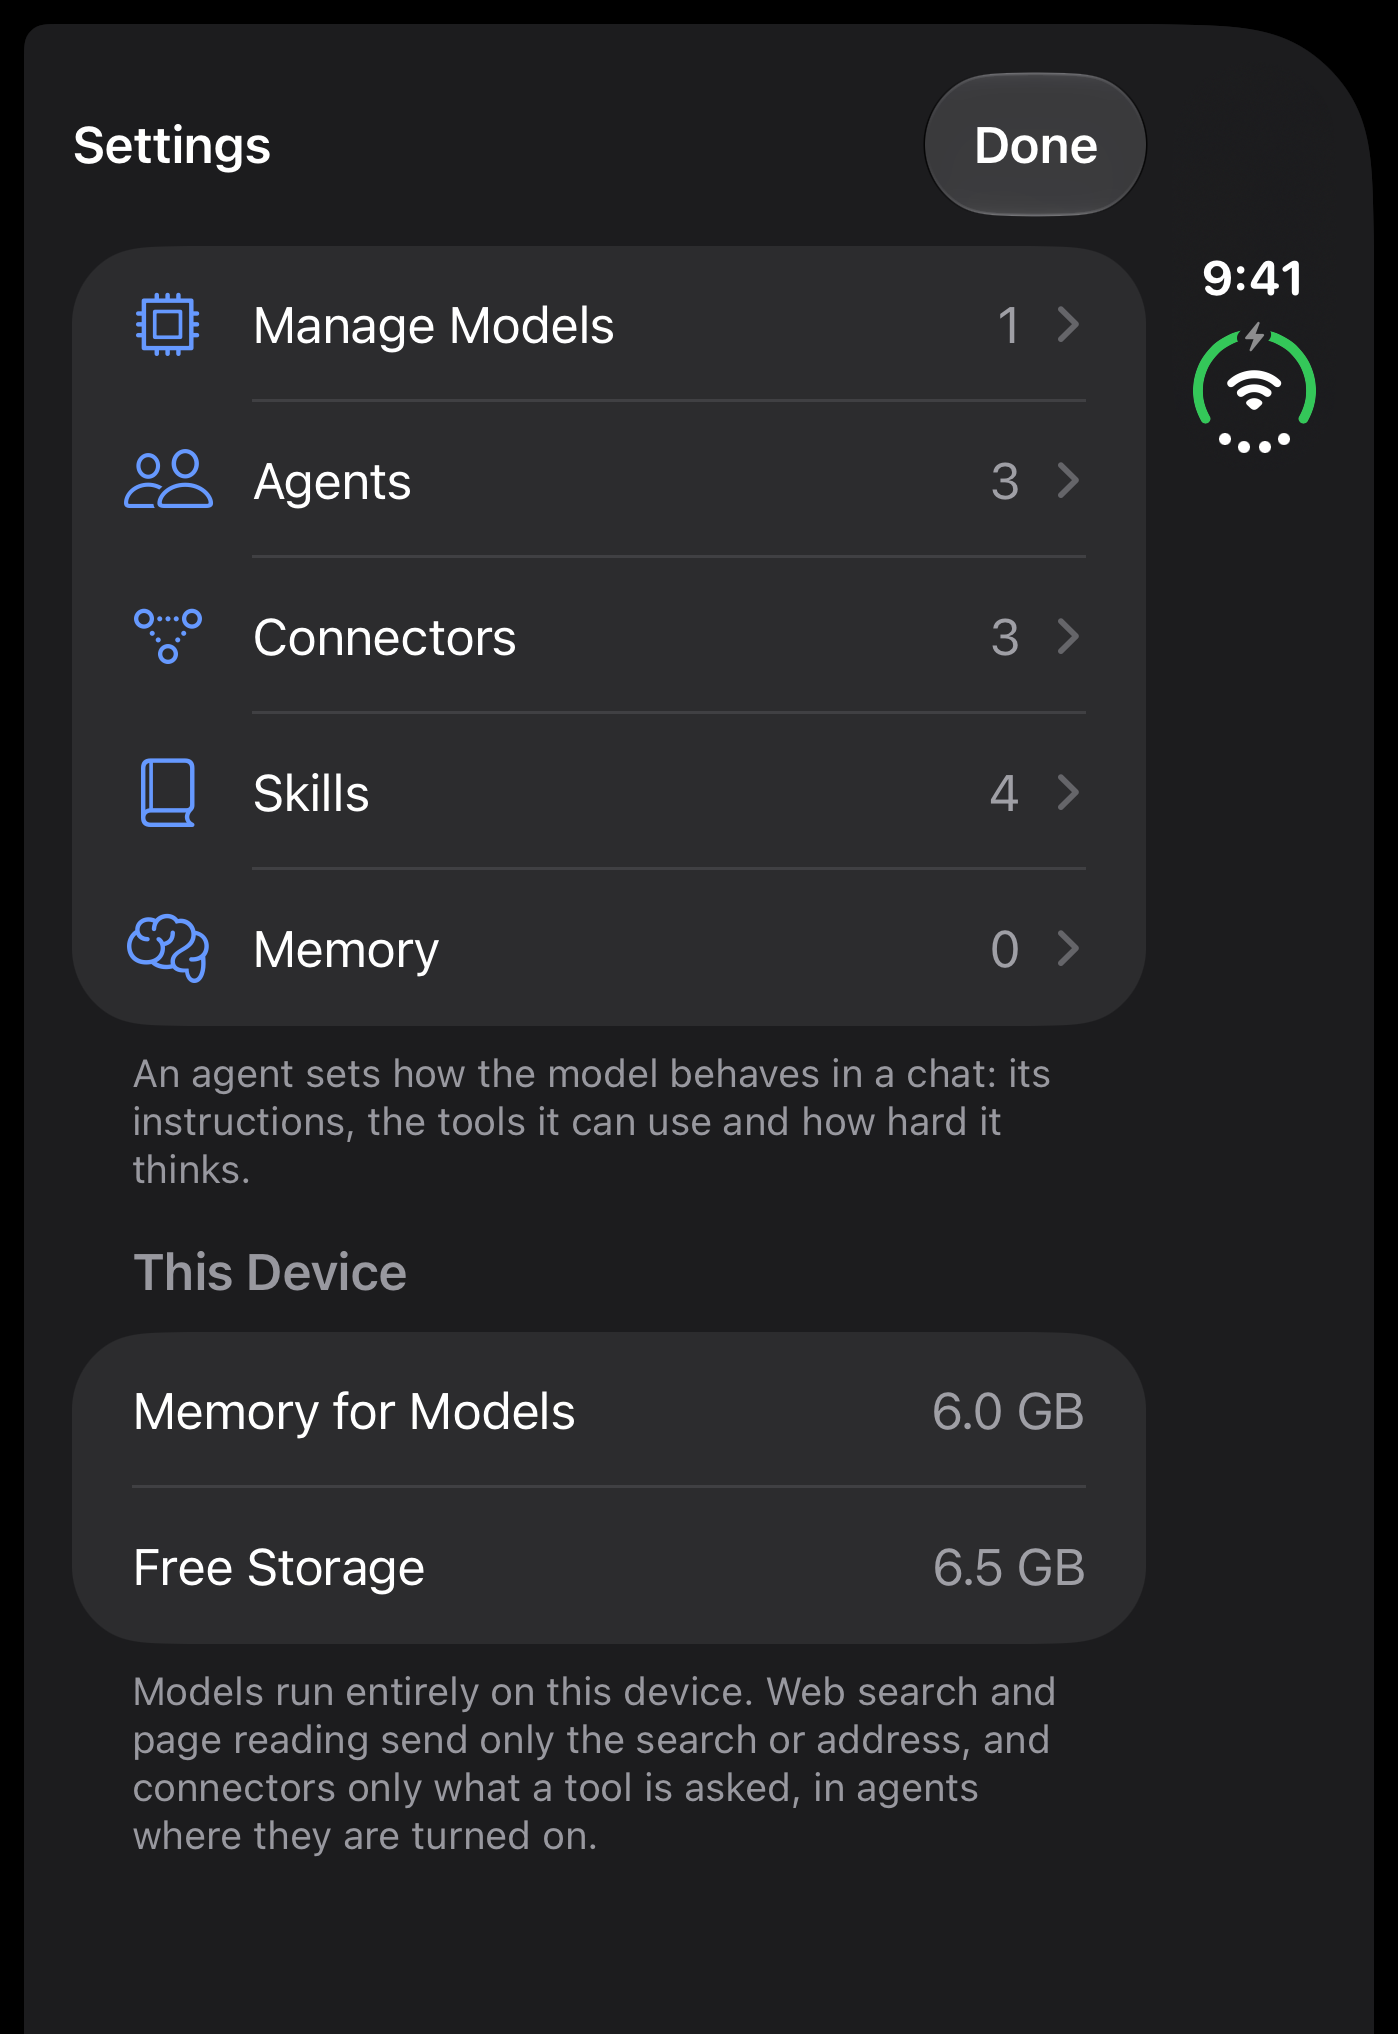 Settings
Done
9:41
Manage Models 1
Agents 3
Connectors 3
Skills 4
Memory 0
An agent sets how the model behaves in a chat: its
instructions, the tools it can use and how hard it
thinks.
This Device
Memory for Models 6.0 GB
Free Storage 6.5 GB
Models run entirely on this device. Web search and
page reading send only the search or address, and
connectors only what a tool is asked, in agents
where they are turned on.